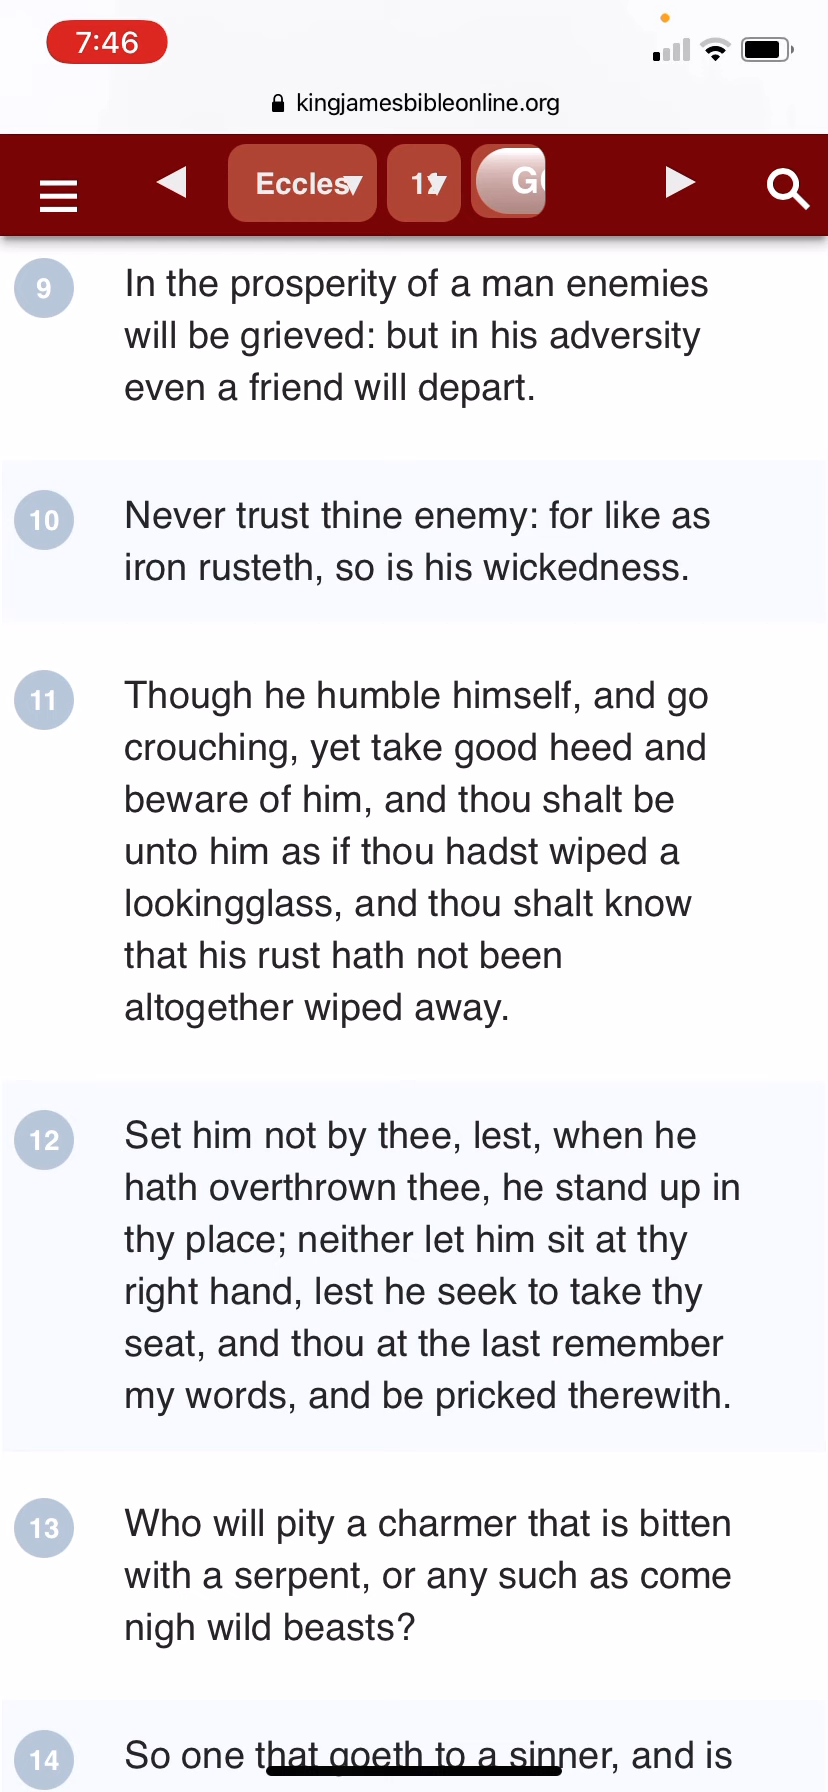 7:46
kingjamesbibleonline.org
Eccles
12
G
9
In the prosperity of a man enemies
will be grieved: but in his adversity
even a friend will depart.
10
Never trust thine enemy: for like as
iron rusteth, so is his wickedness.
11
Though he humble himself, and go
crouching, yet take good heed and
beware of him, and thou shalt be
unto him as if thou hadst wiped a
lookingglass, and thou shalt know
that his rust hath not been
altogether wiped away.
12
Set him not by thee, lest, when he
hath overthrown thee, he stand up in
thy place; neither let him sit at thy
right hand, lest he seek to take thy
seat, and thou at the last remember
my words, and be pricked therewith.
13
Who will pity a charmer that is bitten
with a serpent, or any such as come
nigh wild beasts?
14
So one that goeth to a sinner, and is